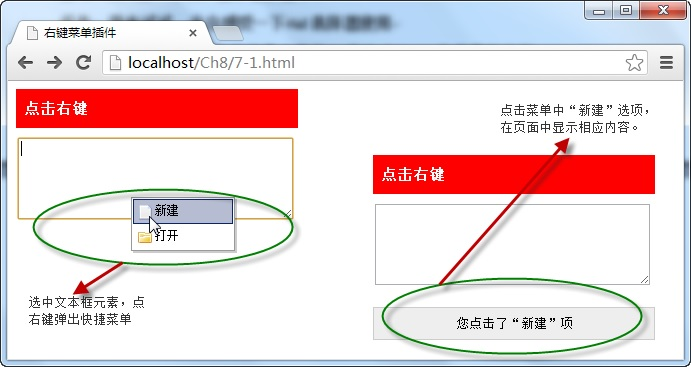 右键菜单插件
localhost/Ch8/7-1.html
点击右键
新建
打开
选中文本框元素，点
右键弹出快捷菜单
点击菜单中“新建”选项，
在页面中显示相应内容。
点击右键
您点击了“新建”项